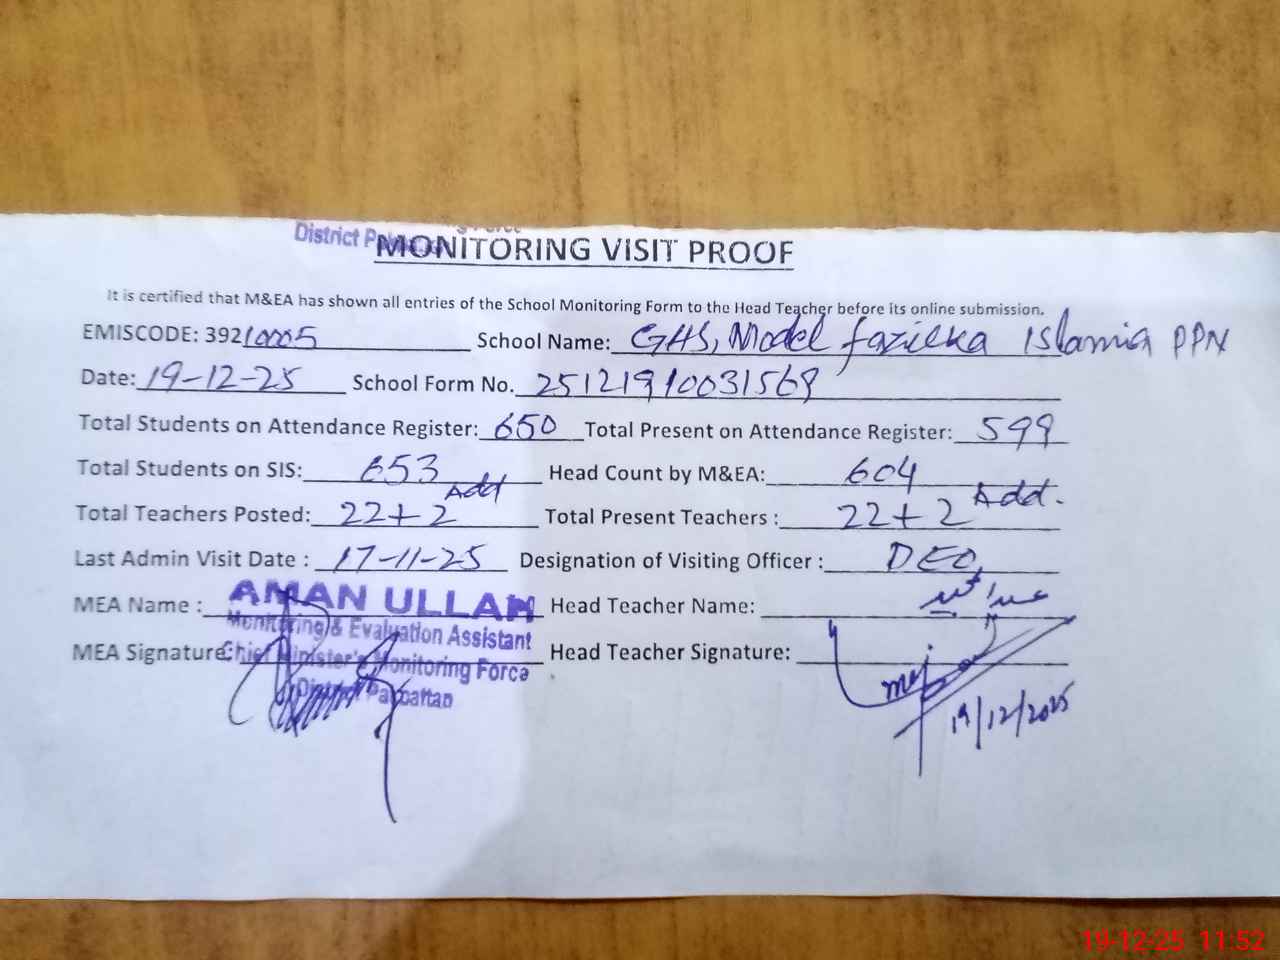 District
MONITORING VISIT PROOF
It is certified that M&EA has shown all entries of the School Monitoring Form to the Head Teacher before its online submission.
EMISCODE: 39210005 School Name: GHS, Model fazilka Islamia PPN
Date: 19-12-25 School Form No. 25121910031569
Total Students on Attendance Register: 650 Total Present on Attendance Register: 599
Total Students on SIS: 653 Head Count by M&EA: 604
Total Teachers Posted: 22+2 Add Total Present Teachers : 22+2 Add.
Last Admin Visit Date : 17-11-25 Designation of Visiting Officer : DEO
MEA Name : AMAN ULLAH Head Teacher Name:
Monitoring & Evaluation Assistant
MEA Signature: Chief Minister's Monitoring Force Head Teacher Signature:
District Pakpattan
19/12/2025
19-12-25 11:52